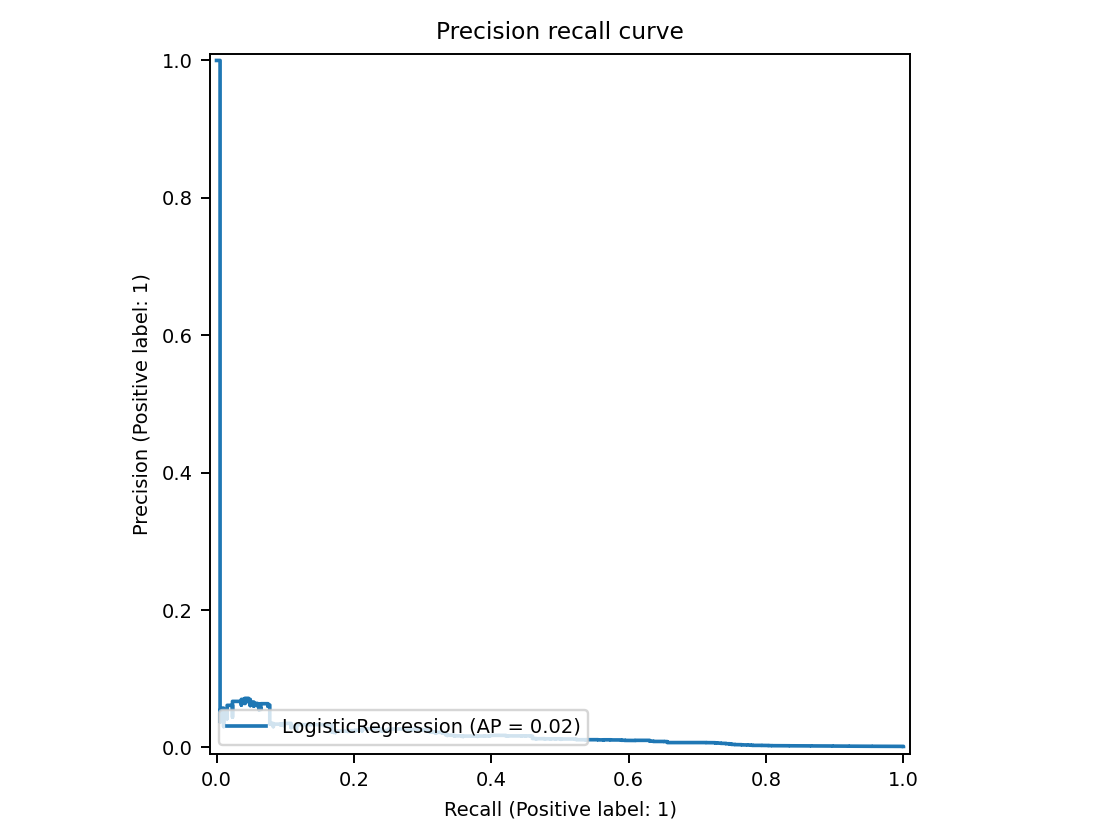 Precision recall curve
1.0
0.8
0.6
0.4
0.2
0.0
Precision (Positive label: 1)
LogisticRegression (AP = 0.02)
0.0 0.2 0.4 0.6 0.8 1.0
Recall (Positive label: 1)